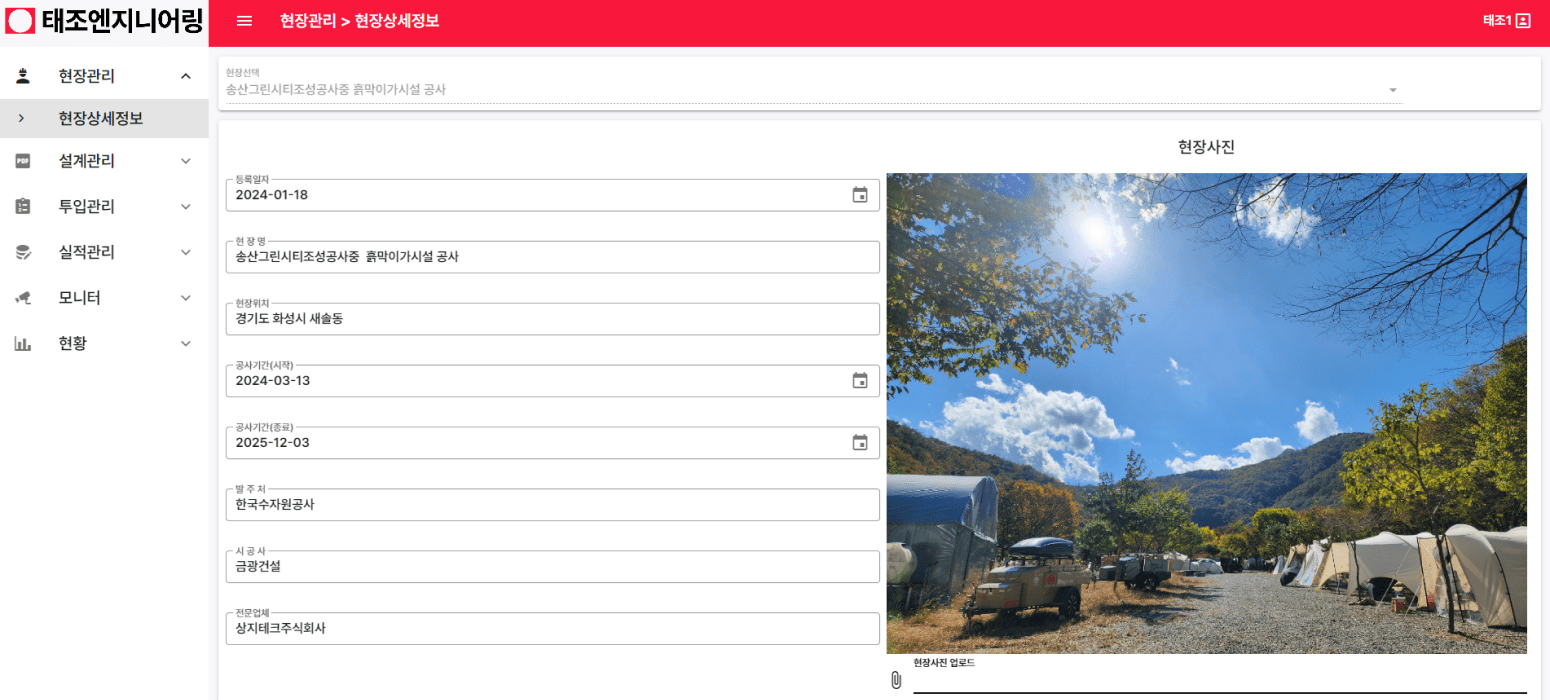 태조엔지니어링
현장관리 > 현장상세정보
태조1
현장관리
현장상세정보
설계관리
PDF
투입관리
실적관리
모니터
현황
현장선택
송산그린시티조성공사중 흙막이가시설 공사
현장사진
등록일자
2024-01-18
현 장 명
송산그린시티조성공사중 흙막이가시설 공사
현장위치
경기도 화성시 새솔동
공사기간(시작)
2024-03-13
공사기간(종료)
2025-12-03
발 주 처
한국수자원공사
시 공 사
금광건설
전문업체
상지테크주식회사
현장사진 업로드